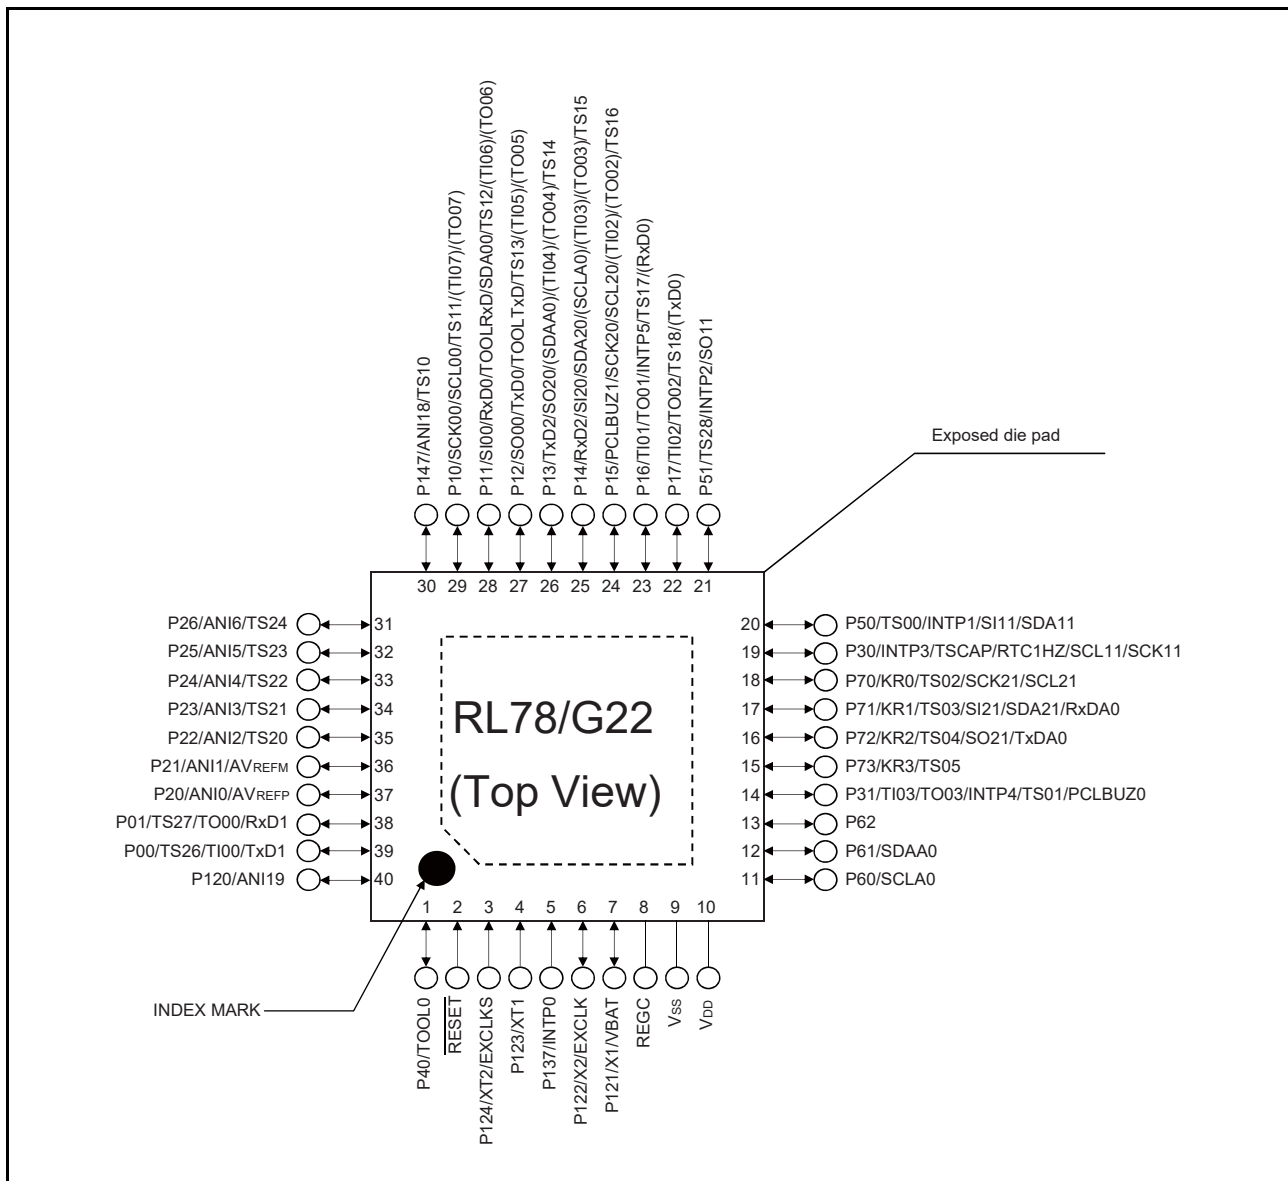 P147/ANI18/TS10
P10/SCK00/SCL00/TS11/(TI07)/(TO07)
P11/SI00/RxD0/TOOLRxD/SDA00/TS12/(TI06)/(TO06)
P12/SO00/TxD0/TOOLTxD/TS13/(TI05)/(TO05)
P13/TxD2/SO20/(SDAA0)/(TI04)/(TO04)/TS14
P14/RxD2/SI20/SDA20/(SCLA0)/(TI03)/(TO03)/TS15
P15/PCLBUZ1/SCK20/SCL20/(TI02)/(TO02)/TS16
P16/TI01/TO01/INTP5/TS17/(RxD0)
P17/TI02/TO02/TS18/(TxD0)
P51/TS28/INTP2/SO11
Exposed die pad
30 29 28 27 26 25 24 23 22 21
P26/ANI6/TS24 31
P25/ANI5/TS23 32
P24/ANI4/TS22 33
P23/ANI3/TS21 34
P22/ANI2/TS20 35
P21/ANI1/AVREFM 36
P20/ANI0/AVREFP 37
P01/TS27/TO00/RxD1 38
P00/TS26/TI00/TxD1 39
P120/ANI19 40
RL78/G22
(Top View)
20 P50/TS00/INTP1/SI11/SDA11
19 P30/INTP3/TSCAP/RTC1HZ/SCL11/SCK11
18 P70/KR0/TS02/SCK21/SCL21
17 P71/KR1/TS03/SI21/SDA21/RxDA0
16 P72/KR2/TS04/SO21/TxDA0
15 P73/KR3/TS05
14 P31/TI03/TO03/INTP4/TS01/PCLBUZ0
13 P62
12 P61/SDAA0
11 P60/SCLA0
1 2 3 4 5 6 7 8 9 10
INDEX MARK
P40/TOOL0
RESET
P124/XT2/EXCLKS
P123/XT1
P137/INTP0
P122/X2/EXCLK
P121/X1/VBAT
REGC
VSS
VDD